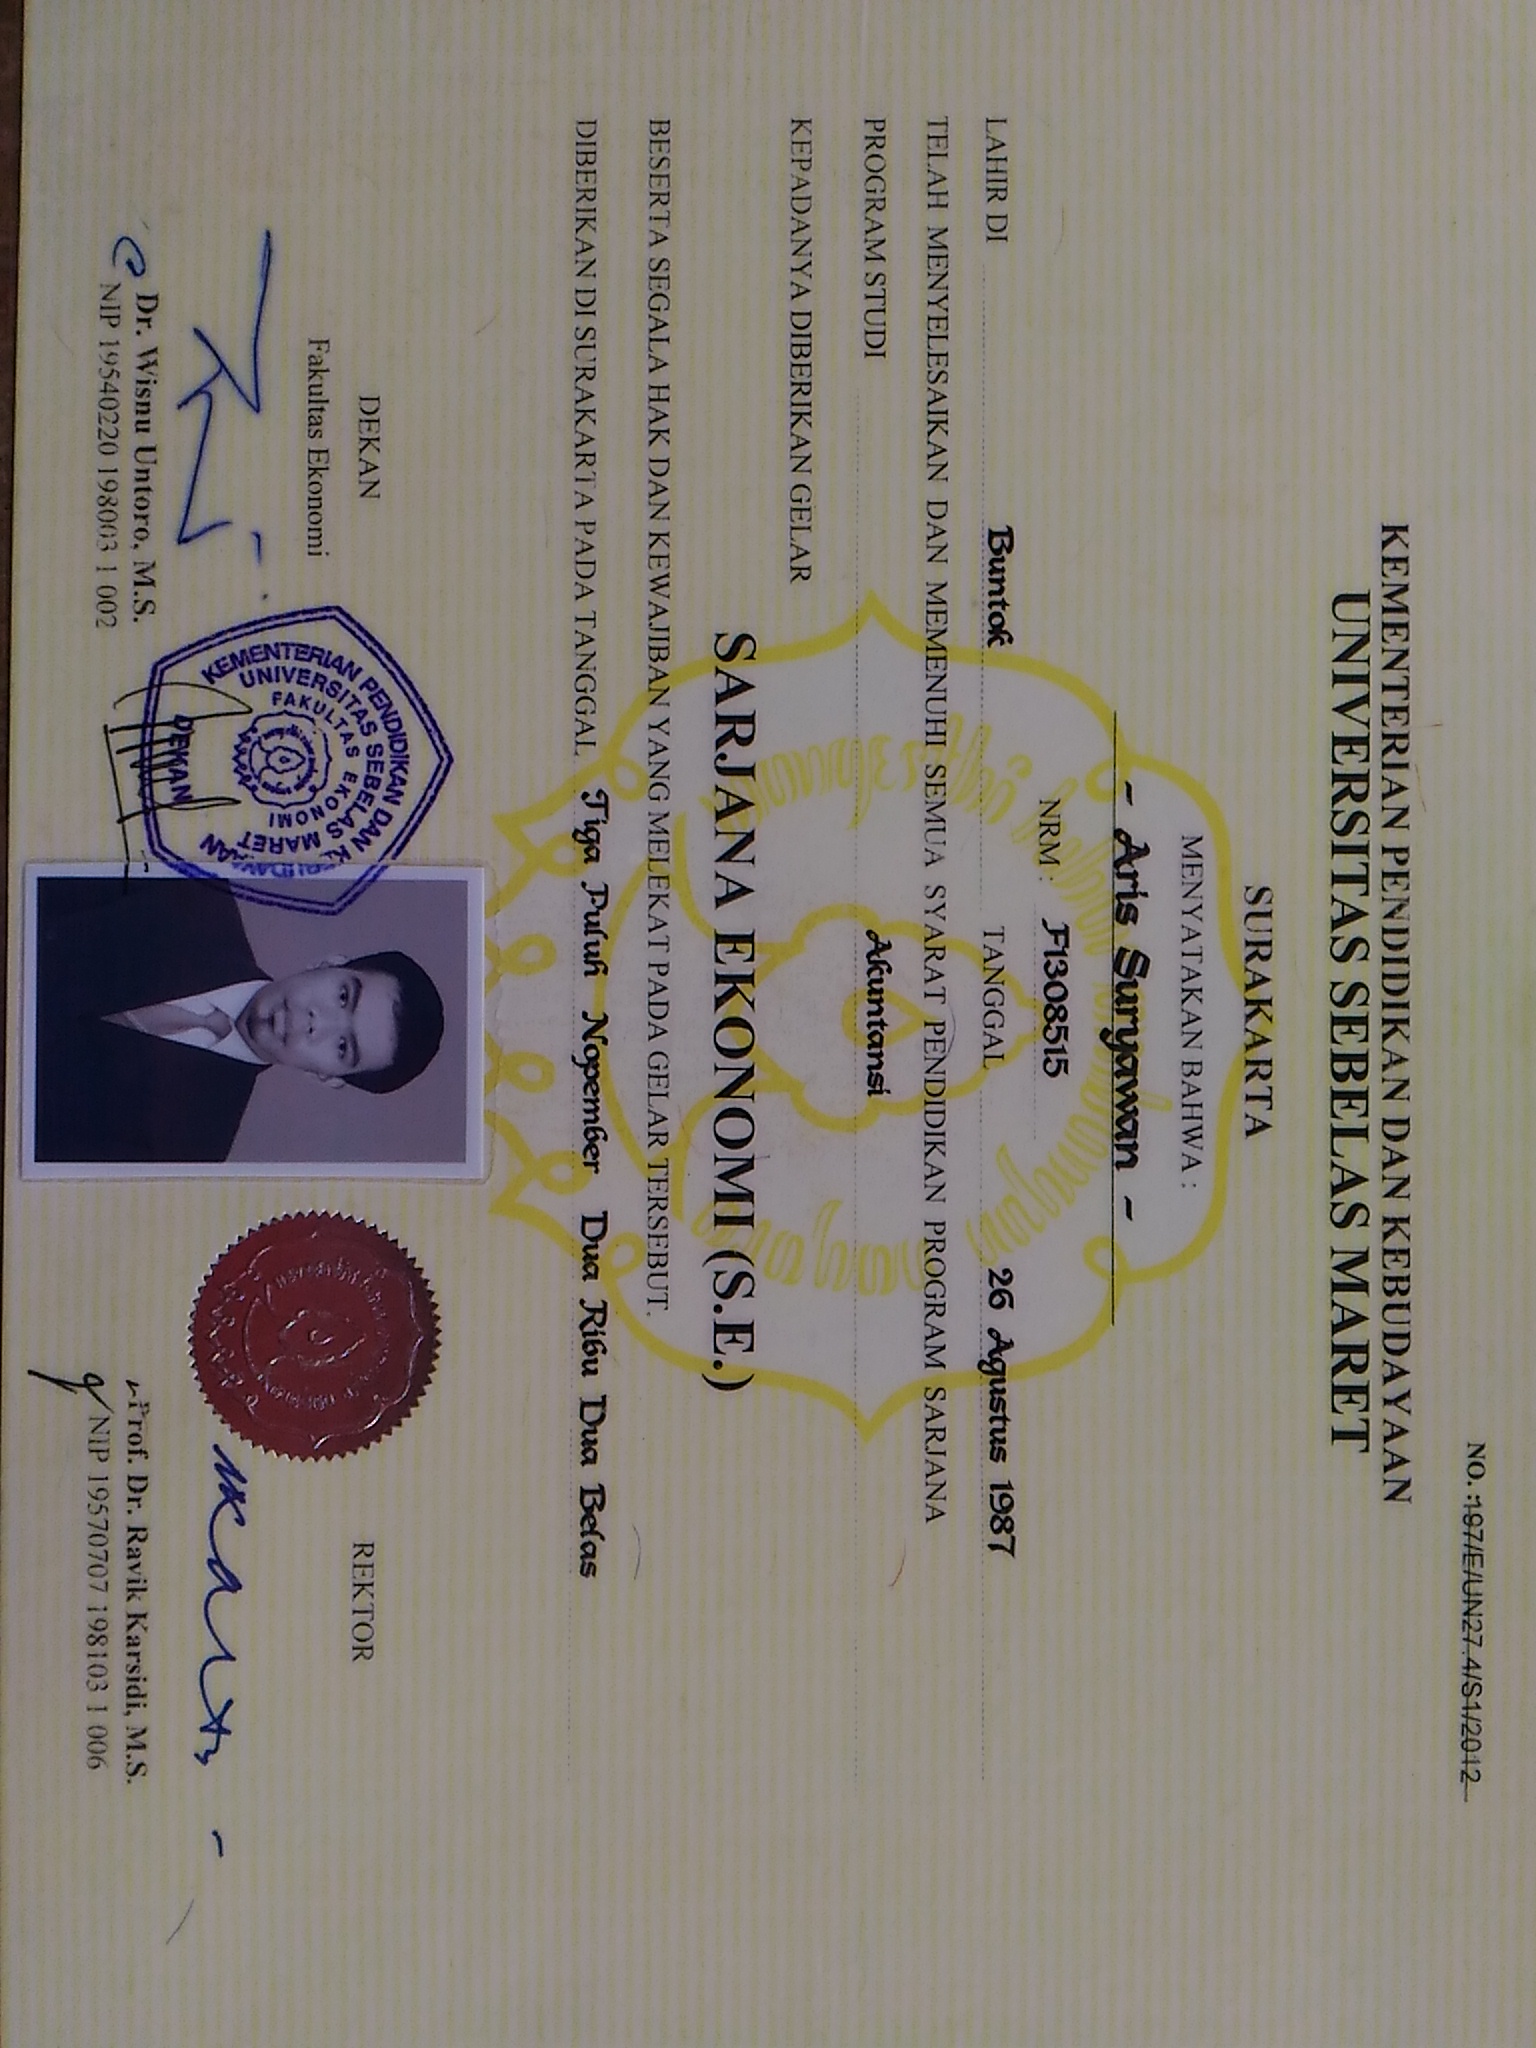 NO. :197/E/UN27.4/S1/2012
KEMENTERIAN PENDIDIKAN DAN KEBUDAYAAN
UNIVERSITAS SEBELAS MARET
SURAKARTA
MENYATAKAN BAHWA :
- Aris Suryawan -
NRM : F1308515
LAHIR DI Buntok TANGGAL 26 Agustus 1987
TELAH MENYELESAIKAN DAN MEMENUHI SEMUA SYARAT PENDIDIKAN PROGRAM SARJANA
PROGRAM STUDI Akuntansi
KEPADANYA DIBERIKAN GELAR
SARJANA EKONOMI (S.E.)
BESERTA SEGALA HAK DAN KEWAJIBAN YANG MELEKAT PADA GELAR TERSEBUT.
DIBERIKAN DI SURAKARTA PADA TANGGAL Tiga Puluh Nopember Dua Ribu Dua Belas
DEKAN
Fakultas Ekonomi
Dr. Wisnu Untoro, M.S.
NIP 19540220 198003 1 002
KEMENTERIAN PENDIDIKAN DAN KEBUDAYAAN
UNIVERSITAS SEBELAS MARET
FAKULTAS EKONOMI
DEKAN
REKTOR
Prof. Dr. Ravik Karsidi, M.S.
NIP 19570707 198103 1 006